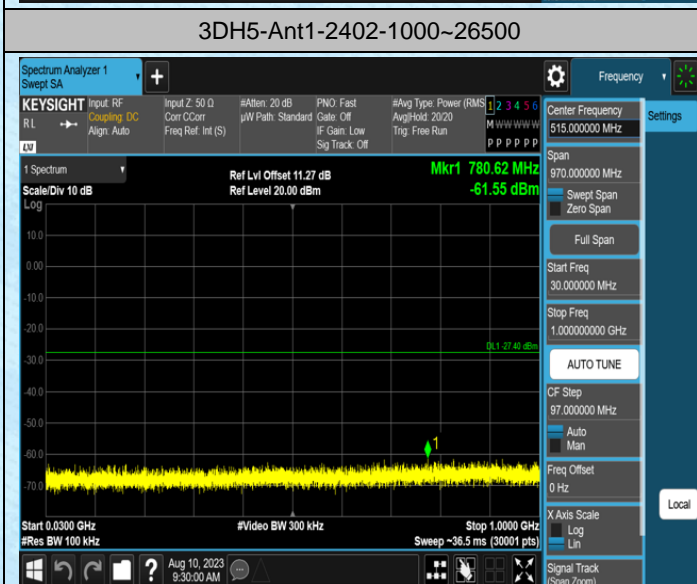 3DH5-Ant1-2402-1000~26500
Spectrum Analyzer 1
Swept SA
Frequency
KEYSIGHT
RL
LXI
Input: RF
Coupling: DC
Align: Auto
Input Z: 50 Ω
Corr CCorr
Freq Ref: Int (S)
#Atten: 20 dB
µW Path: Standard
PNO: Fast
Gate: Off
IF Gain: Low
Sig Track: Off
#Avg Type: Power (RMS
Avg|Hold: 20/20
Trig: Free Run
1 2 3 4 5 6
M W W W W W
P P P P P P
1 Spectrum
Scale/Div 10 dB
Ref Lvl Offset 11.27 dB
Ref Level 20.00 dBm
Mkr1 780.62 MHz
-61.55 dBm
Log
10.0
0.00
-10.0
-20.0
-30.0
-40.0
-50.0
-60.0
-70.0
DL1 -27.40 dBm
1
Start 0.0300 GHz
#Res BW 100 kHz
#Video BW 300 kHz
Stop 1.0000 GHz
Sweep ~36.5 ms (30001 pts)
Center Frequency
515.000000 MHz
Span
970.000000 MHz
Swept Span
Zero Span
Full Span
Start Freq
30.000000 MHz
Stop Freq
1.000000000 GHz
AUTO TUNE
CF Step
97.000000 MHz
Auto
Man
Freq Offset
0 Hz
X Axis Scale
Log
Lin
Signal Track
(Span Zoom)
Settings
Local
?
Aug 10, 2023
9:30:00 AM